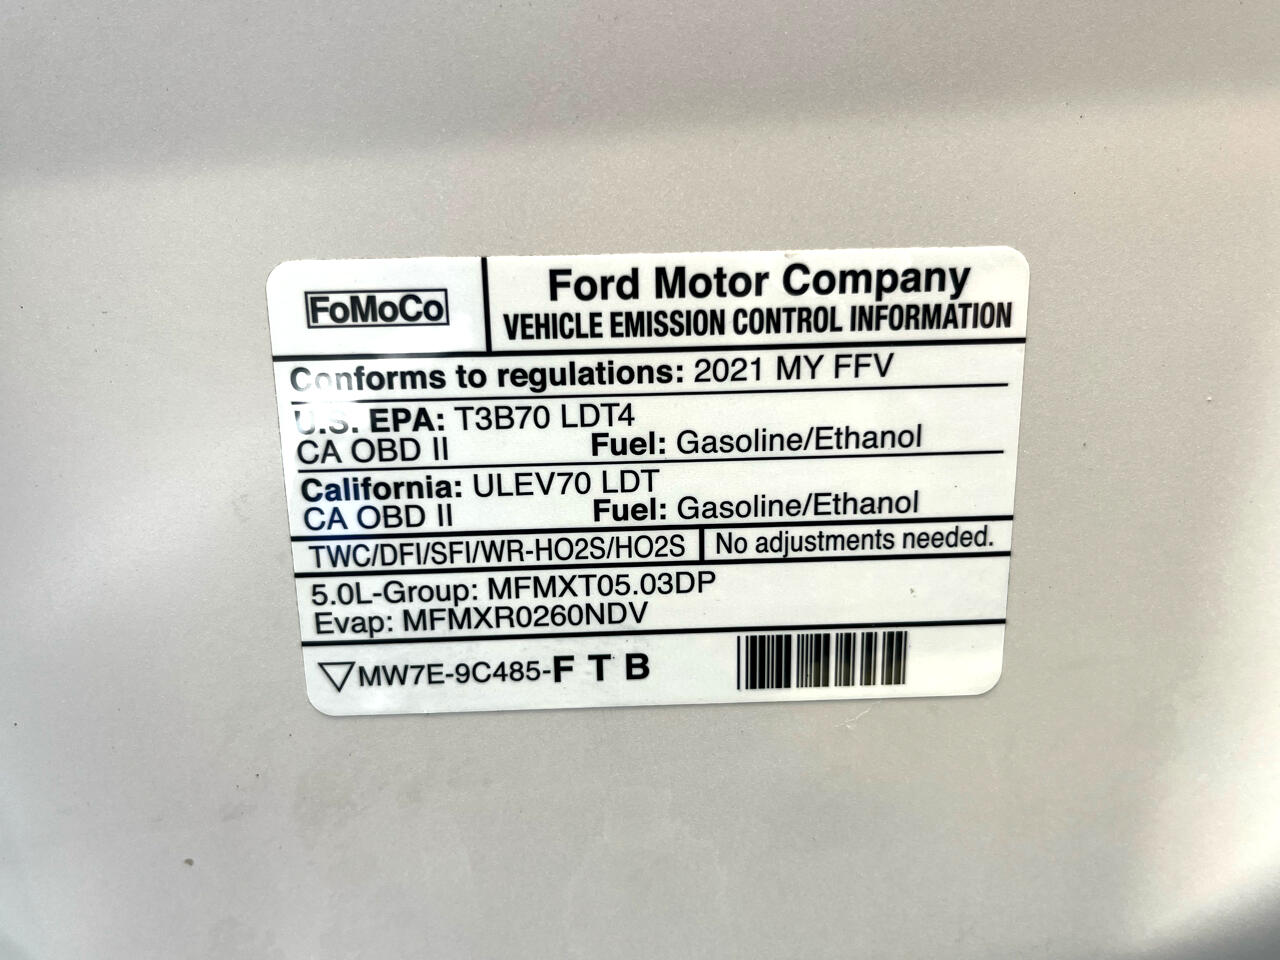 FoMoCo
Ford Motor Company
VEHICLE EMISSION CONTROL INFORMATION
Conforms to regulations: 2021 MY FFV
U.S. EPA: T3B70 LDT4
CA OBD II Fuel: Gasoline/Ethanol
California: ULEV70 LDT
CA OBD II Fuel: Gasoline/Ethanol
TWC/DFI/SFI/WR-HO2S/HO2S No adjustments needed.
5.0L-Group: MFMXT05.03DP
Evap: MFMXR0260NDV
MW7E-9C485-F T B